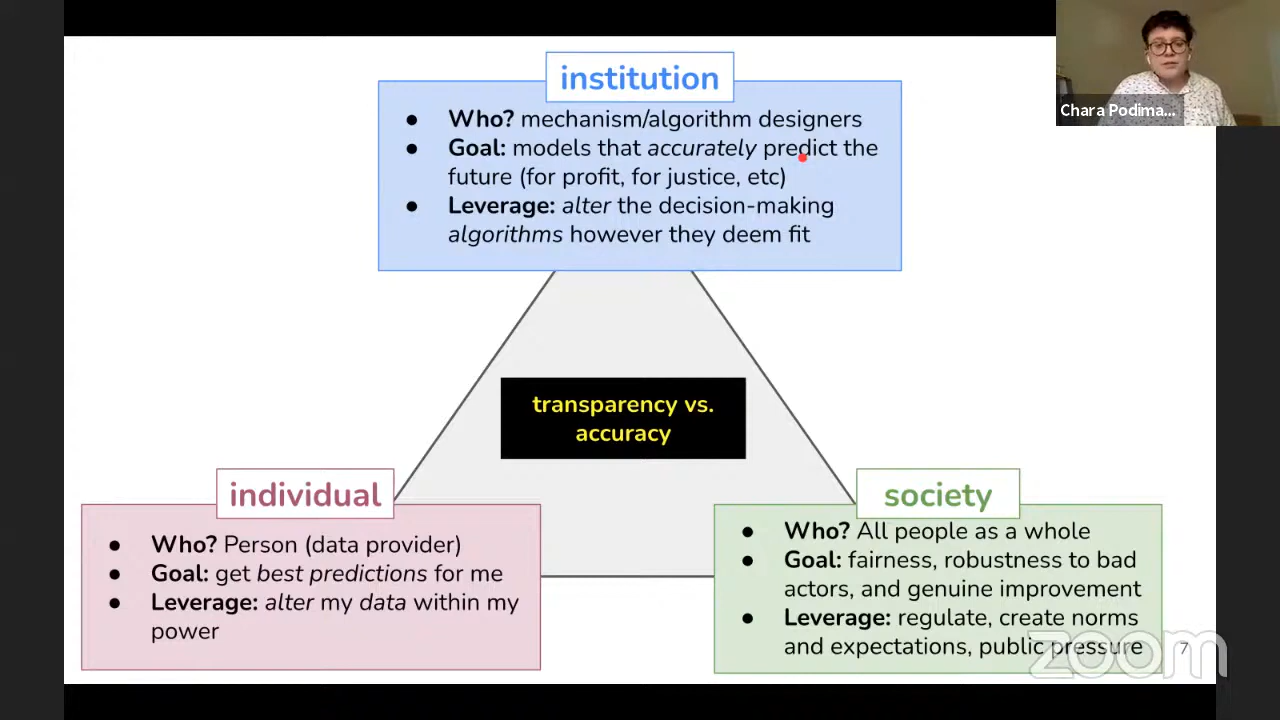 Chara Podima...
institution
● Who? mechanism/algorithm designers
● Goal: models that accurately predict the
future (for profit, for justice, etc)
● Leverage: alter the decision-making
algorithms however they deem fit
transparency vs.
accuracy
individual
● Who? Person (data provider)
● Goal: get best predictions for me
● Leverage: alter my data within my
power
society
● Who? All people as a whole
● Goal: fairness, robustness to bad
actors, and genuine improvement
● Leverage: regulate, create norms
and expectations, public pressure
zoom
7